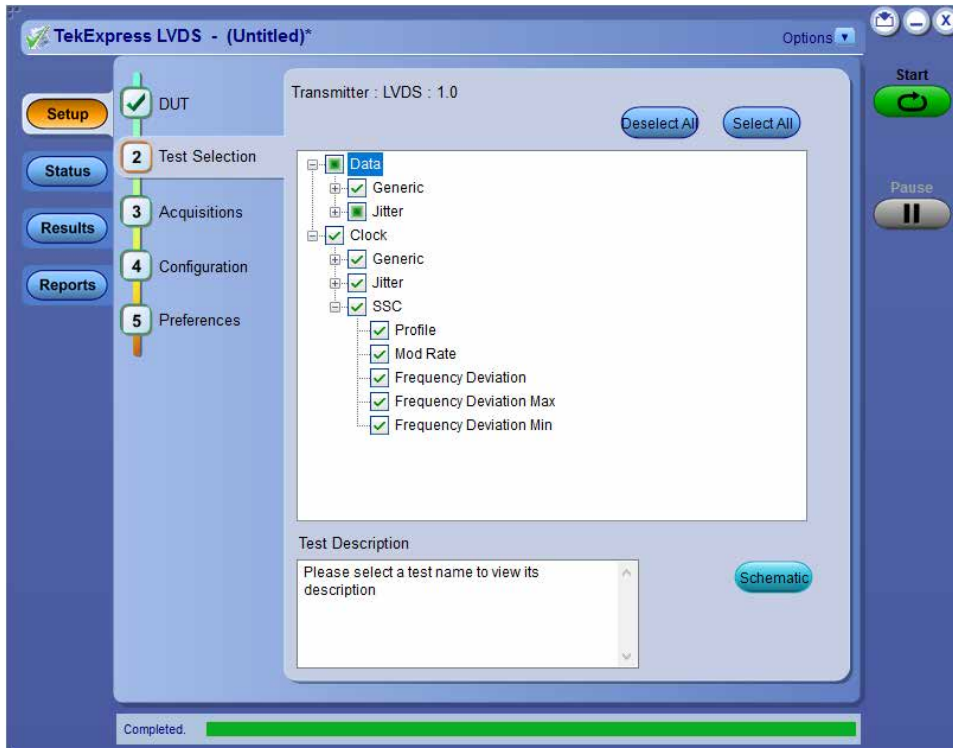 TekExpress LVDS - (Untitled)*
Options
X
Start
Pause
Setup
Status
Results
Reports
DUT
2 Test Selection
3 Acquisitions
4 Configuration
5 Preferences
Transmitter : LVDS : 1.0
Deselect All
Select All
Data
Generic
Jitter
Clock
Generic
Jitter
SSC
Profile
Mod Rate
Frequency Deviation
Frequency Deviation Max
Frequency Deviation Min
Test Description
Please select a test name to view its
description
Schematic
Completed.